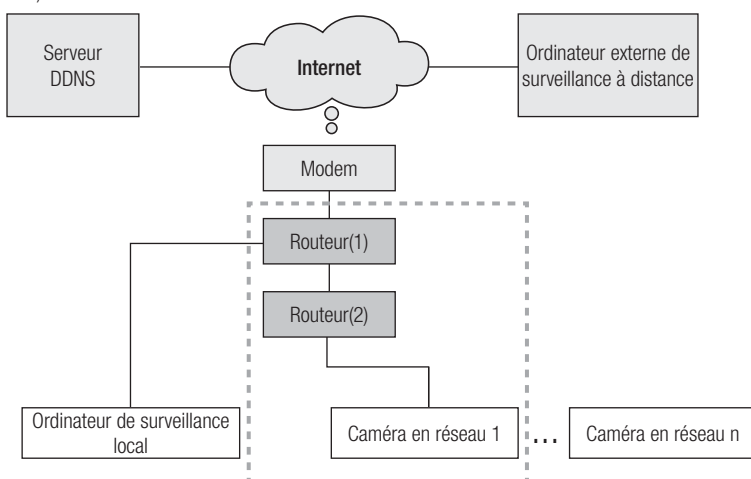 Serveur
DDNS
Internet
Ordinateur externe de
surveillance à distance
Modem
Routeur(1)
Routeur(2)
Ordinateur de surveillance
local
Caméra en réseau 1
...
Caméra en réseau n